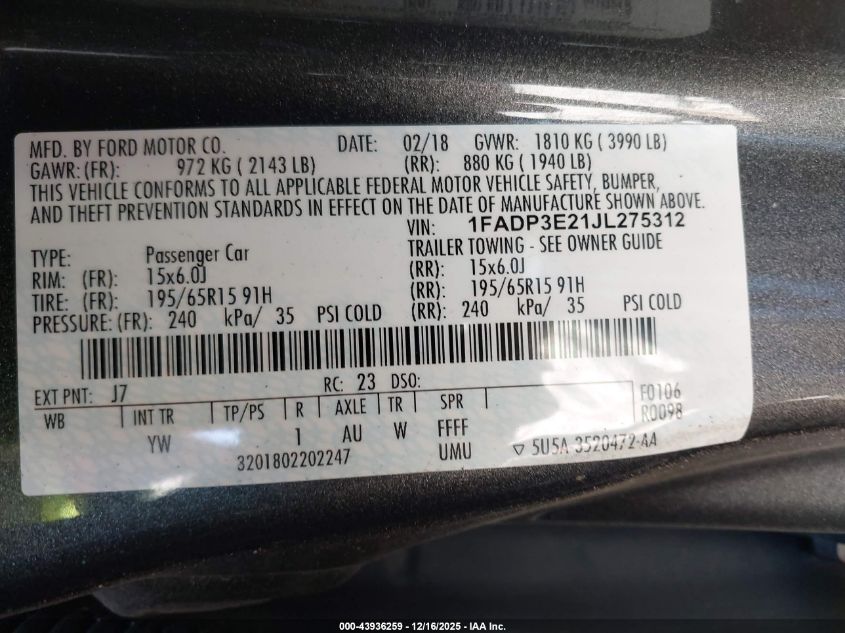 MFD. BY FORD MOTOR CO. DATE: 02/18 GVWR: 1810 KG ( 3990 LB)
GAWR: (FR): 972 KG ( 2143 LB) (RR): 880 KG ( 1940 LB)
THIS VEHICLE CONFORMS TO ALL APPLICABLE FEDERAL MOTOR VEHICLE SAFETY, BUMPER,
AND THEFT PREVENTION STANDARDS IN EFFECT ON THE DATE OF MANUFACTURE SHOWN ABOVE.
VIN: 1FADP3E21JL275312
TYPE: Passenger Car TRAILER TOWING - SEE OWNER GUIDE
RIM: (FR): 15x6.0J (RR): 15x6.0J
TIRE: (FR): 195/65R15 91H (RR): 195/65R15 91H
PRESSURE: (FR): 240 kPa/ 35 PSI COLD (RR): 240 kPa/ 35 PSI COLD
EXT PNT: J7 RC: 23 DSO:
WB INT TR TP/PS R AXLE TR SPR F0106
YW 1 AU W FFFF R0098
3201802202247 UMU ▽ 5U5A-3520472-AA
000-43936259 - 12/16/2025 - IAA Inc.